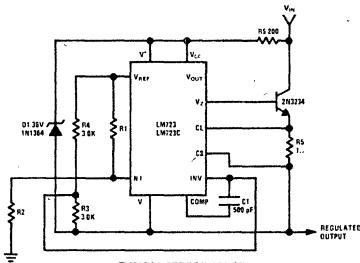 VIN
R5 200
V+
VCC
VREF
VOUT
D1 36V
1N1364
R4
3.0K
R1
LM723
LM723C
VZ
2N3234
CL
R5
CS
R2
N.I.
INV
R3
3.0K
V
COMP
C1
500 pF
REGULATED
OUTPUT